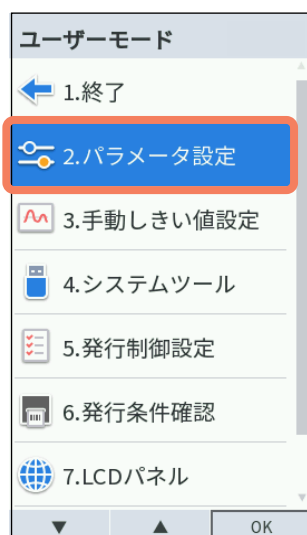 ユーザーモード
1.終了
2.パラメータ設定
3.手動しきい値設定
4.システムツール
5.発行制御設定
6.発行条件確認
7.LCDパネル
▼ ▲ OK